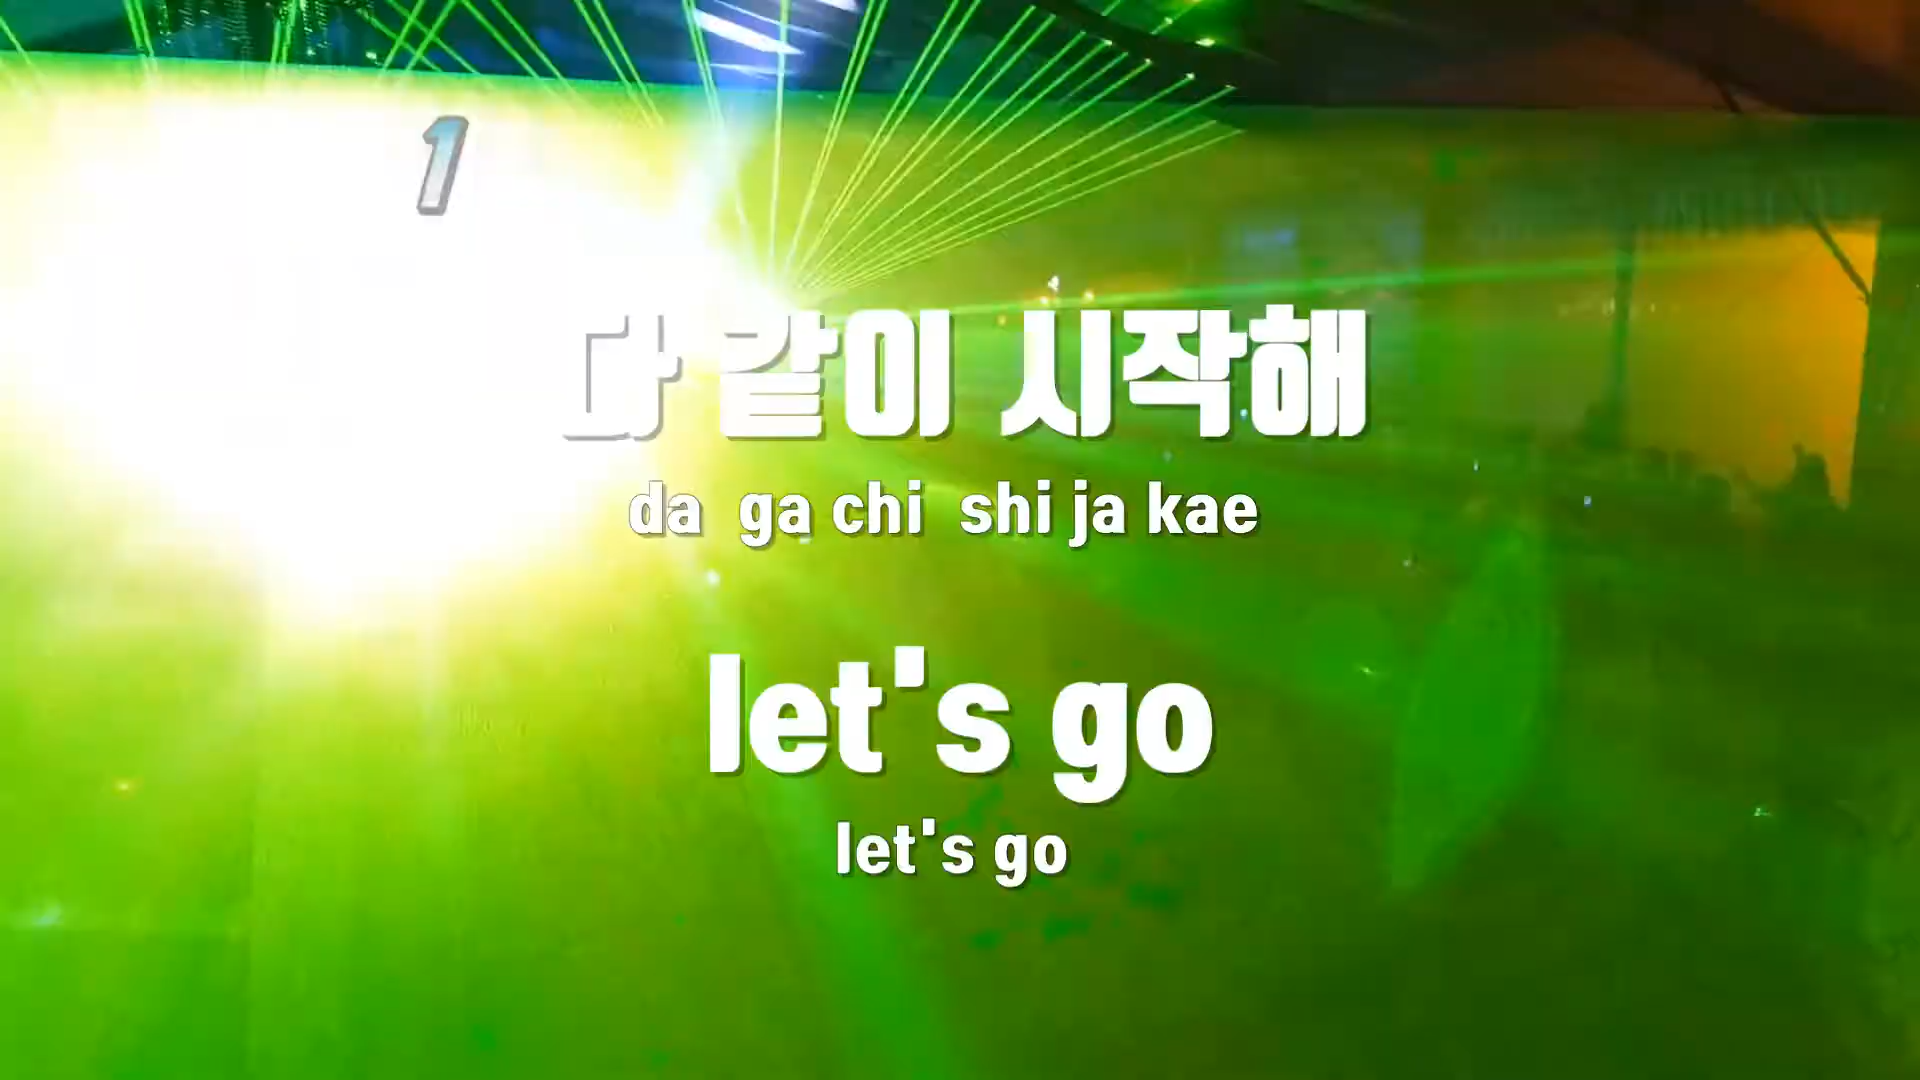 1
다 같이 시작해
da ga chi shi ja kae
let's go
let's go